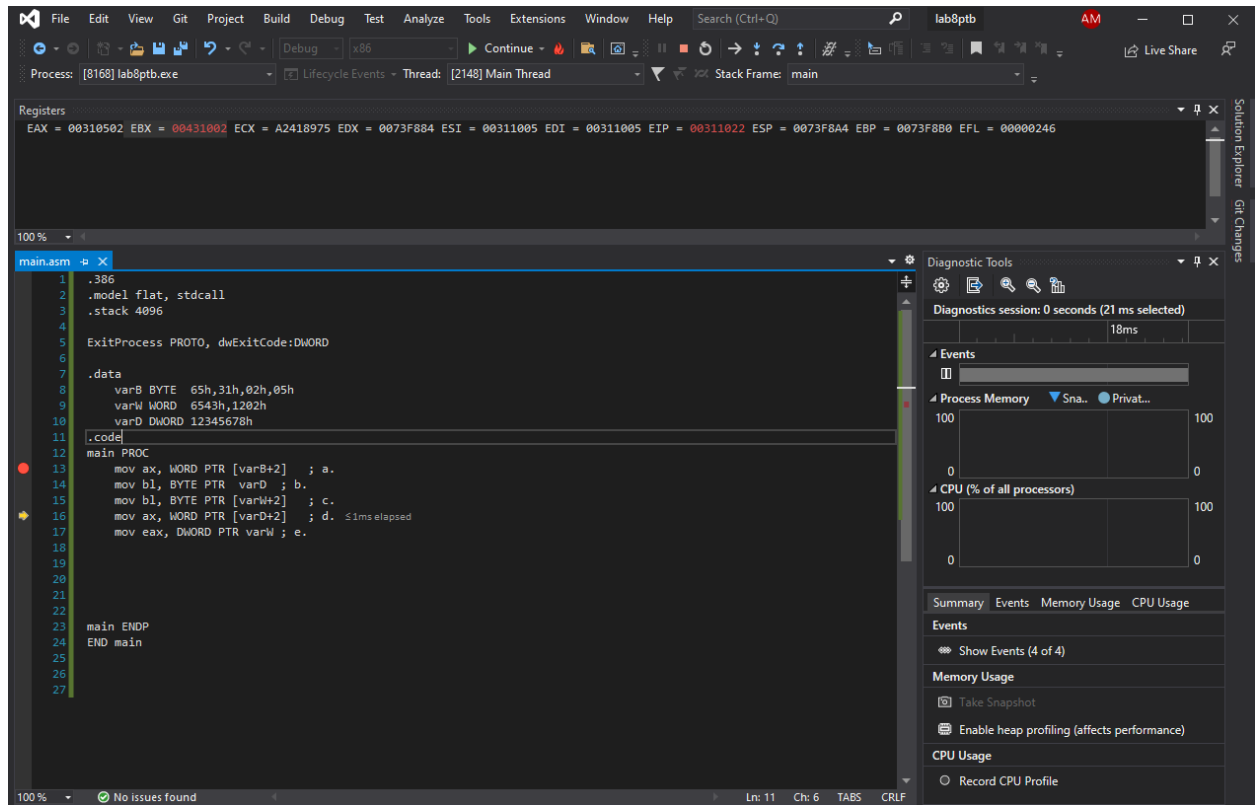 File Edit View Git Project Build Debug Test Analyze Tools Extensions Window Help Search (Ctrl+Q) lab8ptb AM
Debug x86 Continue Live Share
Process: [8168] lab8ptb.exe Lifecycle Events Thread: [2148] Main Thread Stack Frame: main
Registers
EAX = 00310502 EBX = 00431002 ECX = A2418975 EDX = 0073F884 ESI = 00311005 EDI = 00311005 EIP = 00311022 ESP = 0073F8A4 EBP = 0073F8B0 EFL = 00000246
100 %
Solution Explorer
Git Changes
main.asm
1 .386
2 .model flat, stdcall
3 .stack 4096
4
5 ExitProcess PROTO, dwExitCode:DWORD
6
7 .data
8 varB BYTE 65h,31h,02h,05h
9 varW WORD 6543h,1202h
10 varD DWORD 12345678h
11 .code
12 main PROC
13 mov ax, WORD PTR [varB+2] ; a.
14 mov bl, BYTE PTR varD ; b.
15 mov bl, BYTE PTR [varW+2] ; c.
16 mov ax, WORD PTR [varD+2] ; d. ≤1ms elapsed
17 mov eax, DWORD PTR varW ; e.
18
19
20
21
22
23 main ENDP
24 END main
25
26
27
100 % No issues found Ln: 11 Ch: 6 TABS CRLF
Diagnostic Tools
Diagnostics session: 0 seconds (21 ms selected)
18ms
Events
Process Memory Sna.. Privat...
100 100
0 0
CPU (% of all processors)
100 100
0 0
Summary Events Memory Usage CPU Usage
Events
Show Events (4 of 4)
Memory Usage
Take Snapshot
Enable heap profiling (affects performance)
CPU Usage
Record CPU Profile